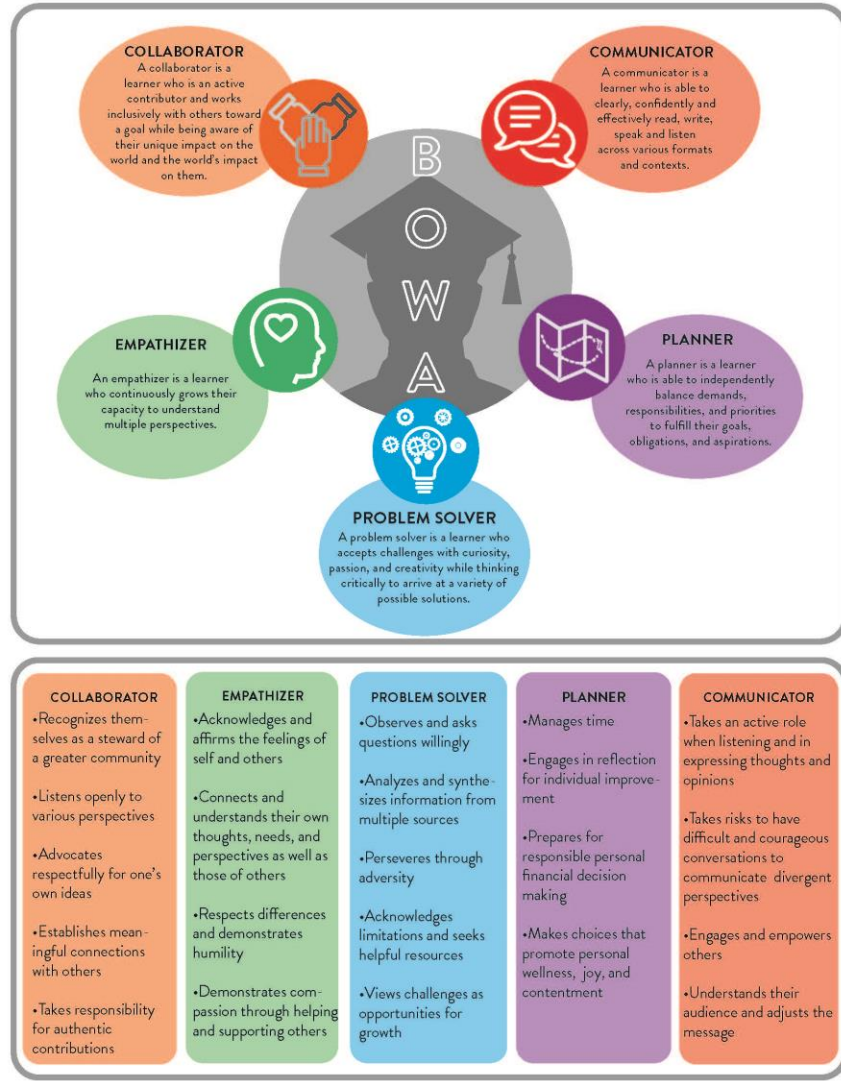 COLLABORATOR
A collaborator is a
learner who is an active
contributor and works
inclusively with others toward
a goal while being aware of
their unique impact on the
world and the world's impact
on them.
COMMUNICATOR
A communicator is a
learner who is able to
clearly, confidently and
effectively read, write,
speak and listen
across various formats
and contexts.
B
O
W
A
EMPATHIZER
An empathizer is a learner
who continuously grows their
capacity to understand
multiple perspectives.
PLANNER
A planner is a learner
who is able to independently
balance demands,
responsibilities, and priorities
to fulfill their goals,
obligations, and aspirations.
PROBLEM SOLVER
A problem solver is a learner who
accepts challenges with curiosity,
passion, and creativity while thinking
critically to arrive at a variety of
possible solutions.
COLLABORATOR
•Recognizes them-
selves as a steward of
a greater community
•Listens openly to
various perspectives
•Advocates
respectfully for one's
own ideas
•Establishes mean-
ingful connections
with others
•Takes responsibility
for authentic
contributions
EMPATHIZER
•Acknowledges and
affirms the feelings of
self and others
•Connects and
understands their own
thoughts, needs, and
perspectives as well as
those of others
•Respects differences
and demonstrates
humility
•Demonstrates com-
passion through helping
and supporting others
PROBLEM SOLVER
•Observes and asks
questions willingly
•Analyzes and synthe-
sizes information from
multiple sources
•Perseveres through
adversity
•Acknowledges
limitations and seeks
helpful resources
•Views challenges as
opportunities for
growth
PLANNER
•Manages time
•Engages in reflection
for individual improve-
ment
•Prepares for
responsible personal
financial decision
making
•Makes choices that
promote personal
wellness, joy, and
contentment
COMMUNICATOR
•Takes an active role
when listening and in
expressing thoughts and
opinions
•Takes risks to have
difficult and courageous
conversations to
communicate divergent
perspectives
•Engages and empowers
others
•Understands their
audience and adjusts the
message